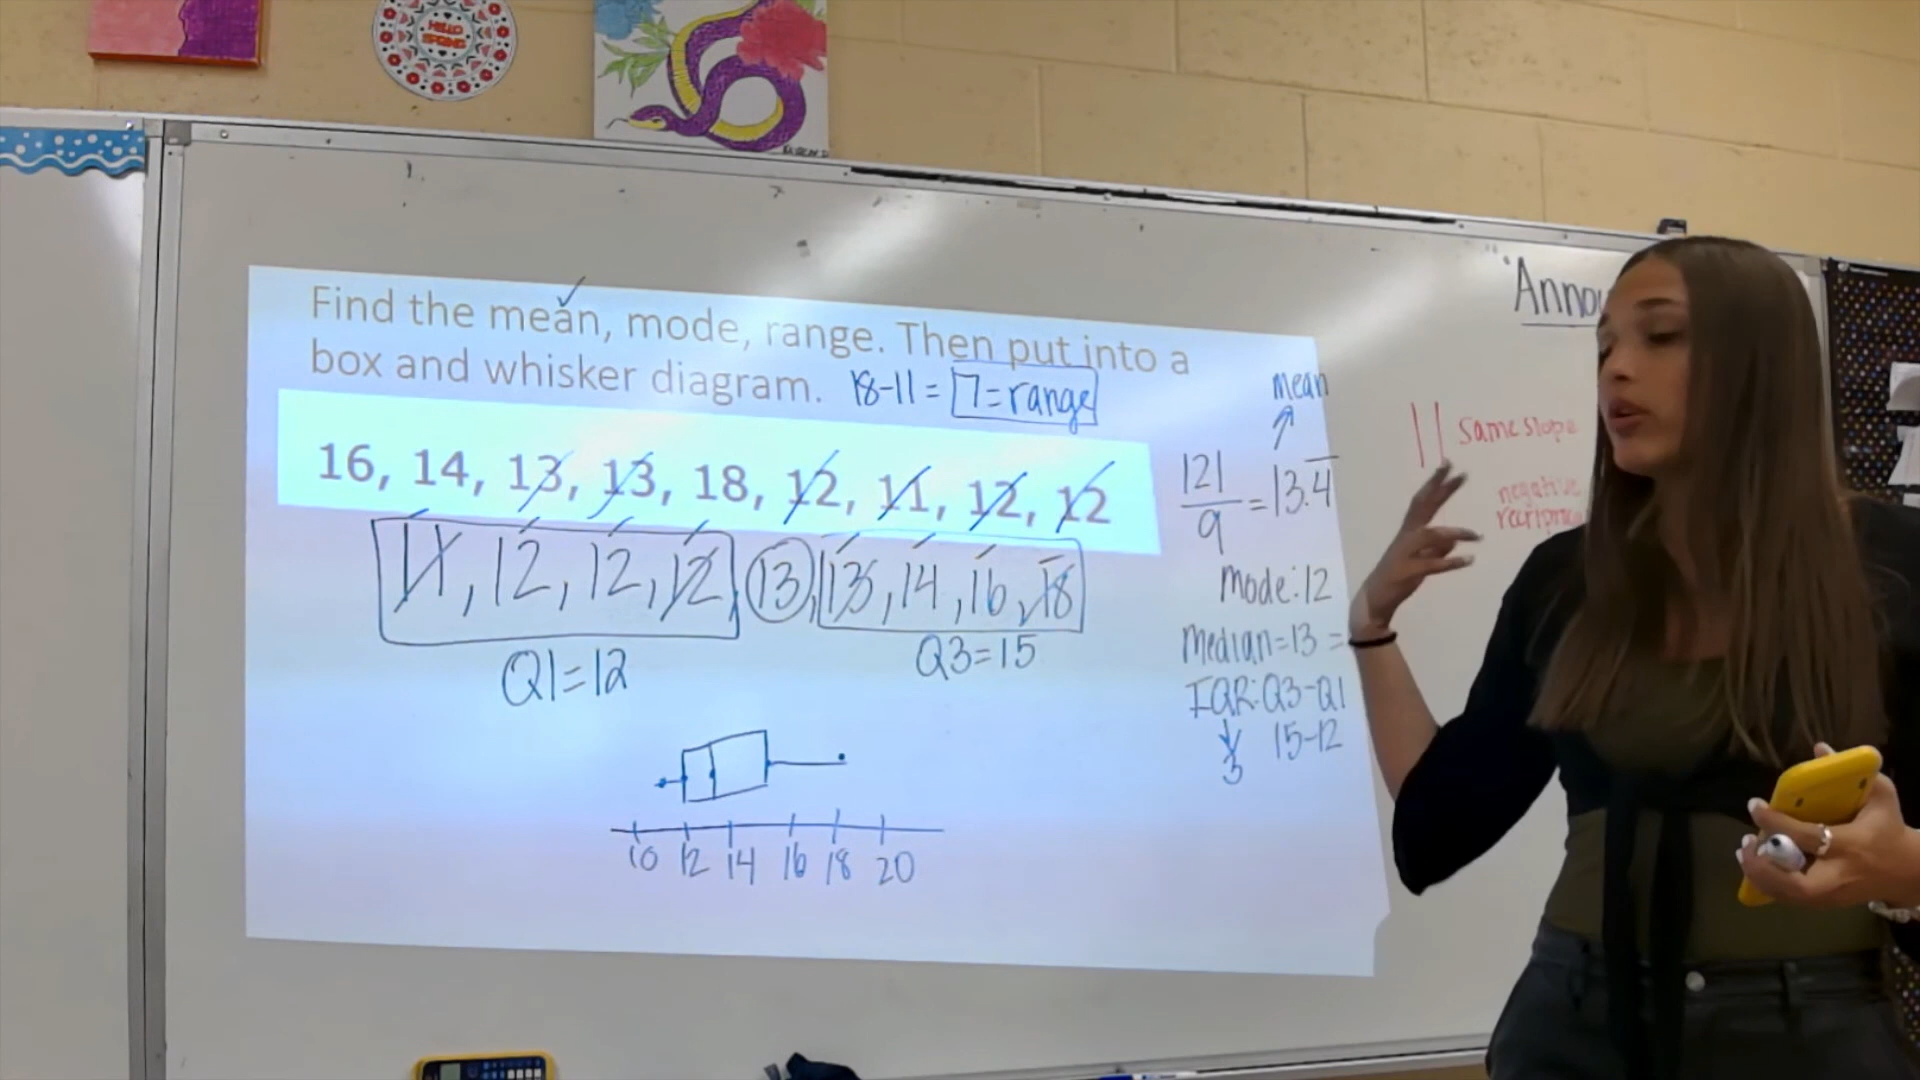 HELLO
SPRING
"Anno
Find the mean, mode, range. Then put into a
box and whisker diagram.
18-11 = 7=range
16, 14, 13, 13, 18, 12, 11, 12, 12
11, 12, 12, 12, 13, 13, 14, 16, 18
Q1=12
Q3=15
10 12 14 16 18 20
mean
121
9
=13.4
Mode: 12
Median=13 =
IQR: Q3-Q1
15-12
3
Same slope
negative